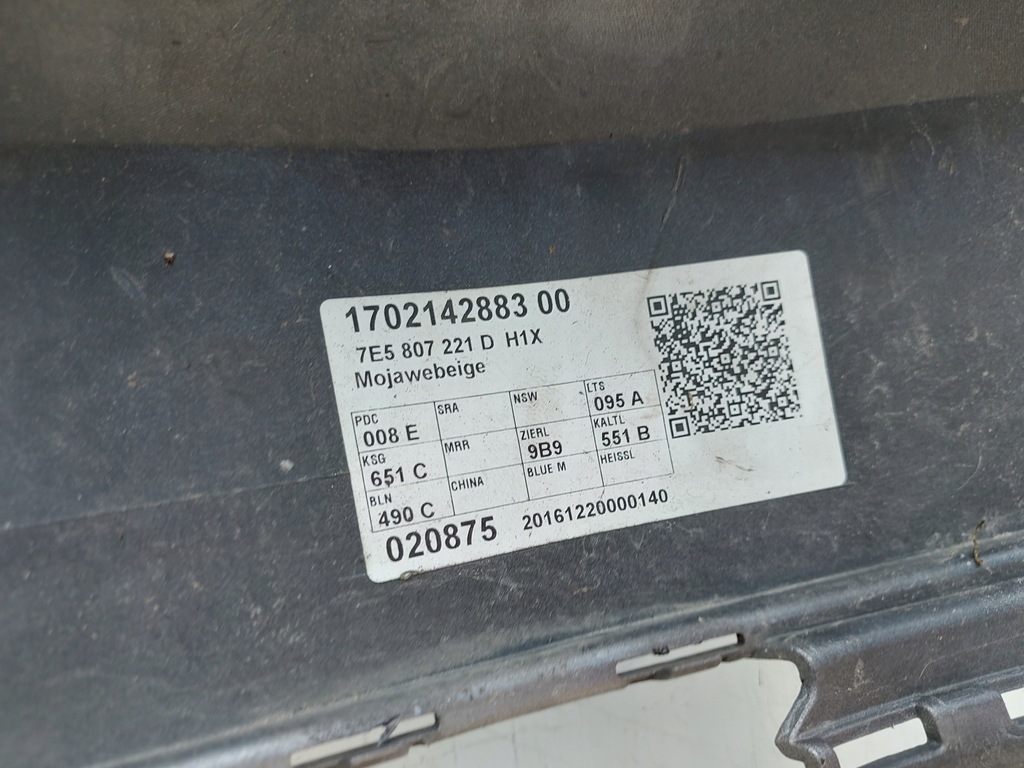 1702142883 00
7E5 807 221 D H1X
Mojawebeige
PDC SRA NSW LTS
008 E 095 A
KSG MRR ZIERL KALTL
651 C 9B9 551 B
BLN CHINA BLUE M HEISSL
490 C
020875 20161220000140